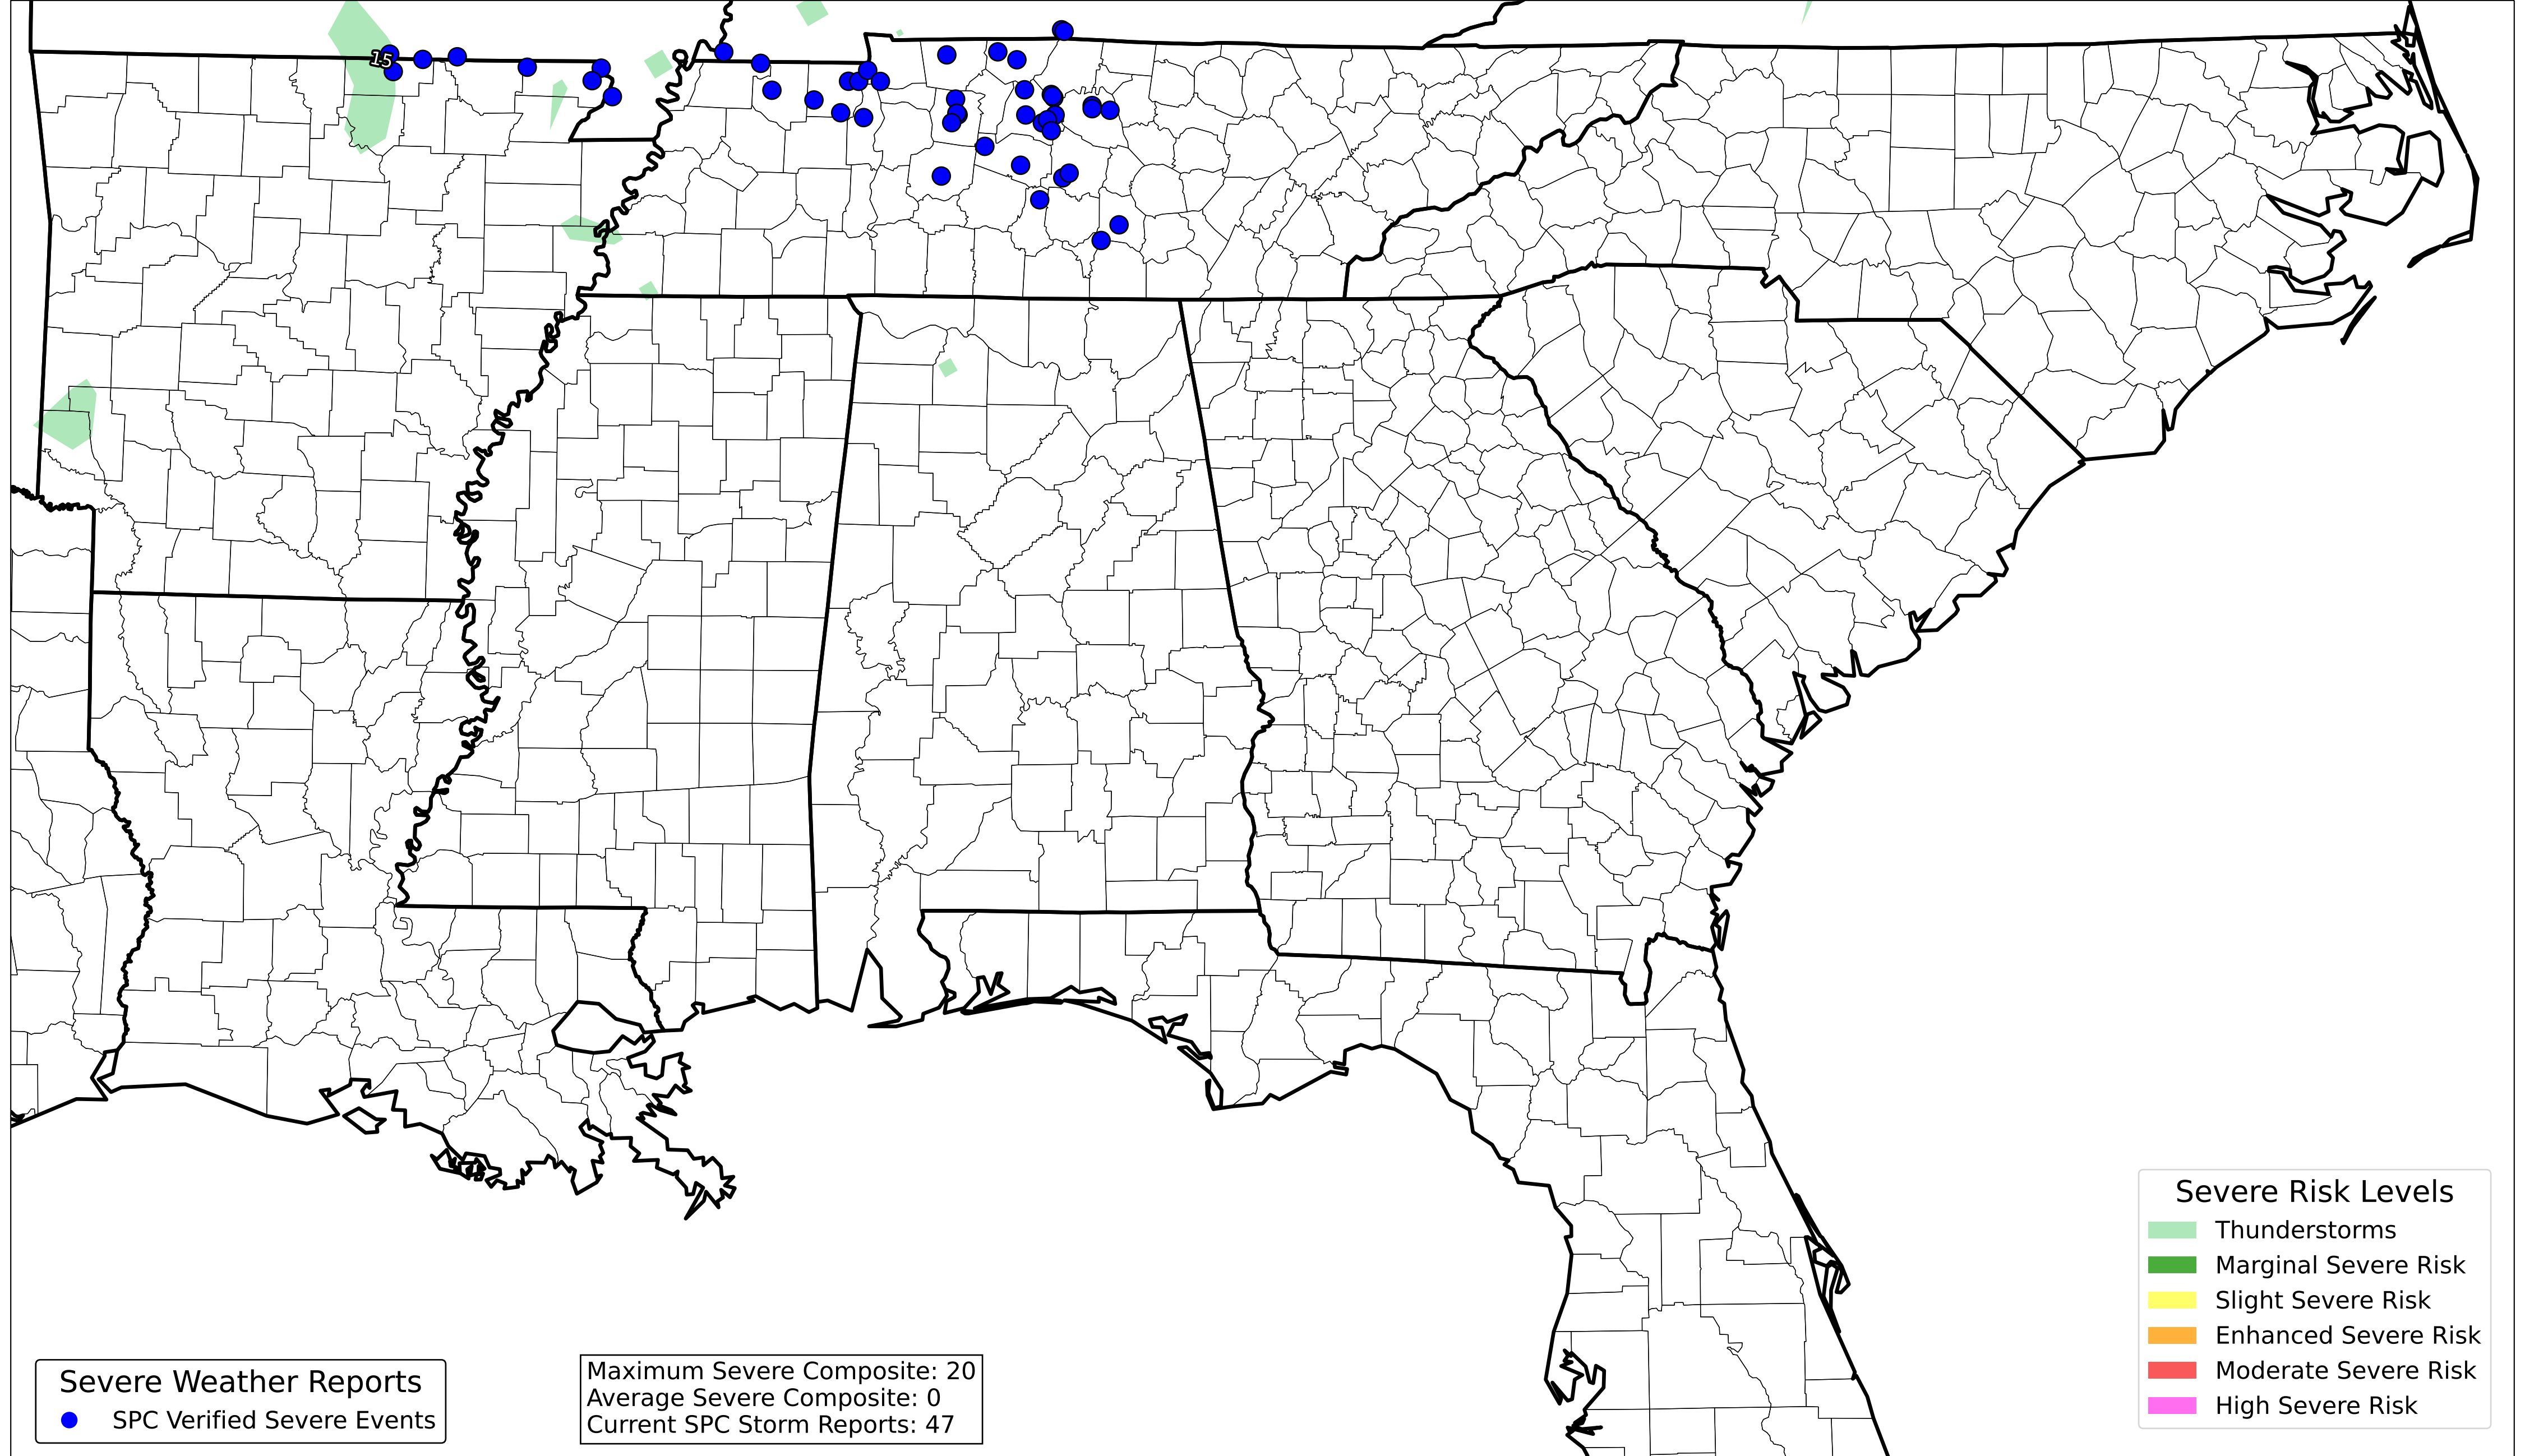 15
Severe Risk Levels
Thunderstorms
Marginal Severe Risk
Slight Severe Risk
Enhanced Severe Risk
Moderate Severe Risk
High Severe Risk
Severe Weather Reports
SPC Verified Severe Events
Maximum Severe Composite: 20
Average Severe Composite: 0
Current SPC Storm Reports: 47